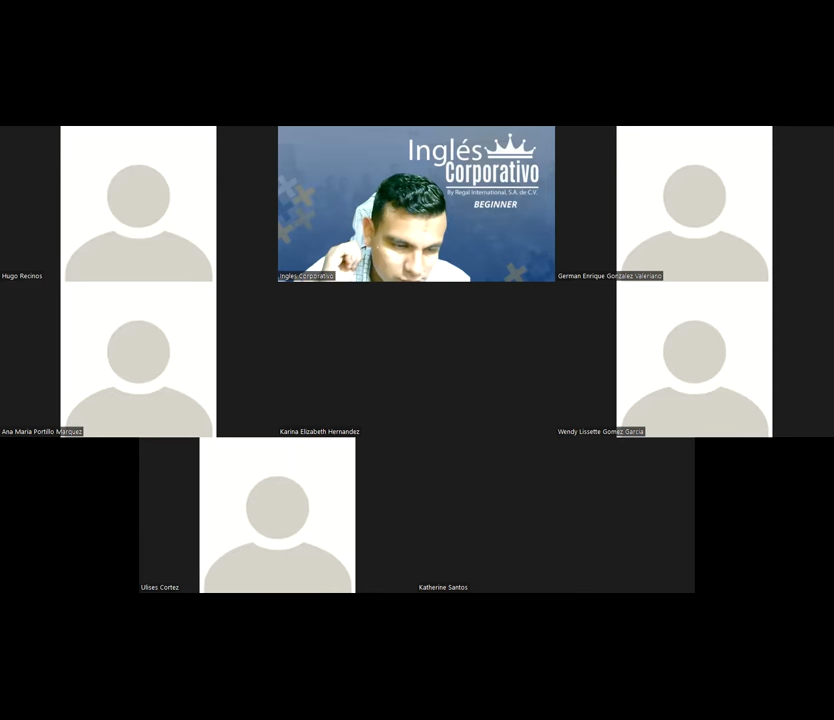 Inglés
Corporativo
By Regal International, S.A. de C.V.
BEGINNER
Hugo Recinos
Ingles Corporativo
German Enrique Gonzalez Valeriano
Ana Maria Portillo Marquez
Karina Elizabeth Hernandez
Wendy Lissette Gomez Garcia
Ulises Cortez
Katherine Santos